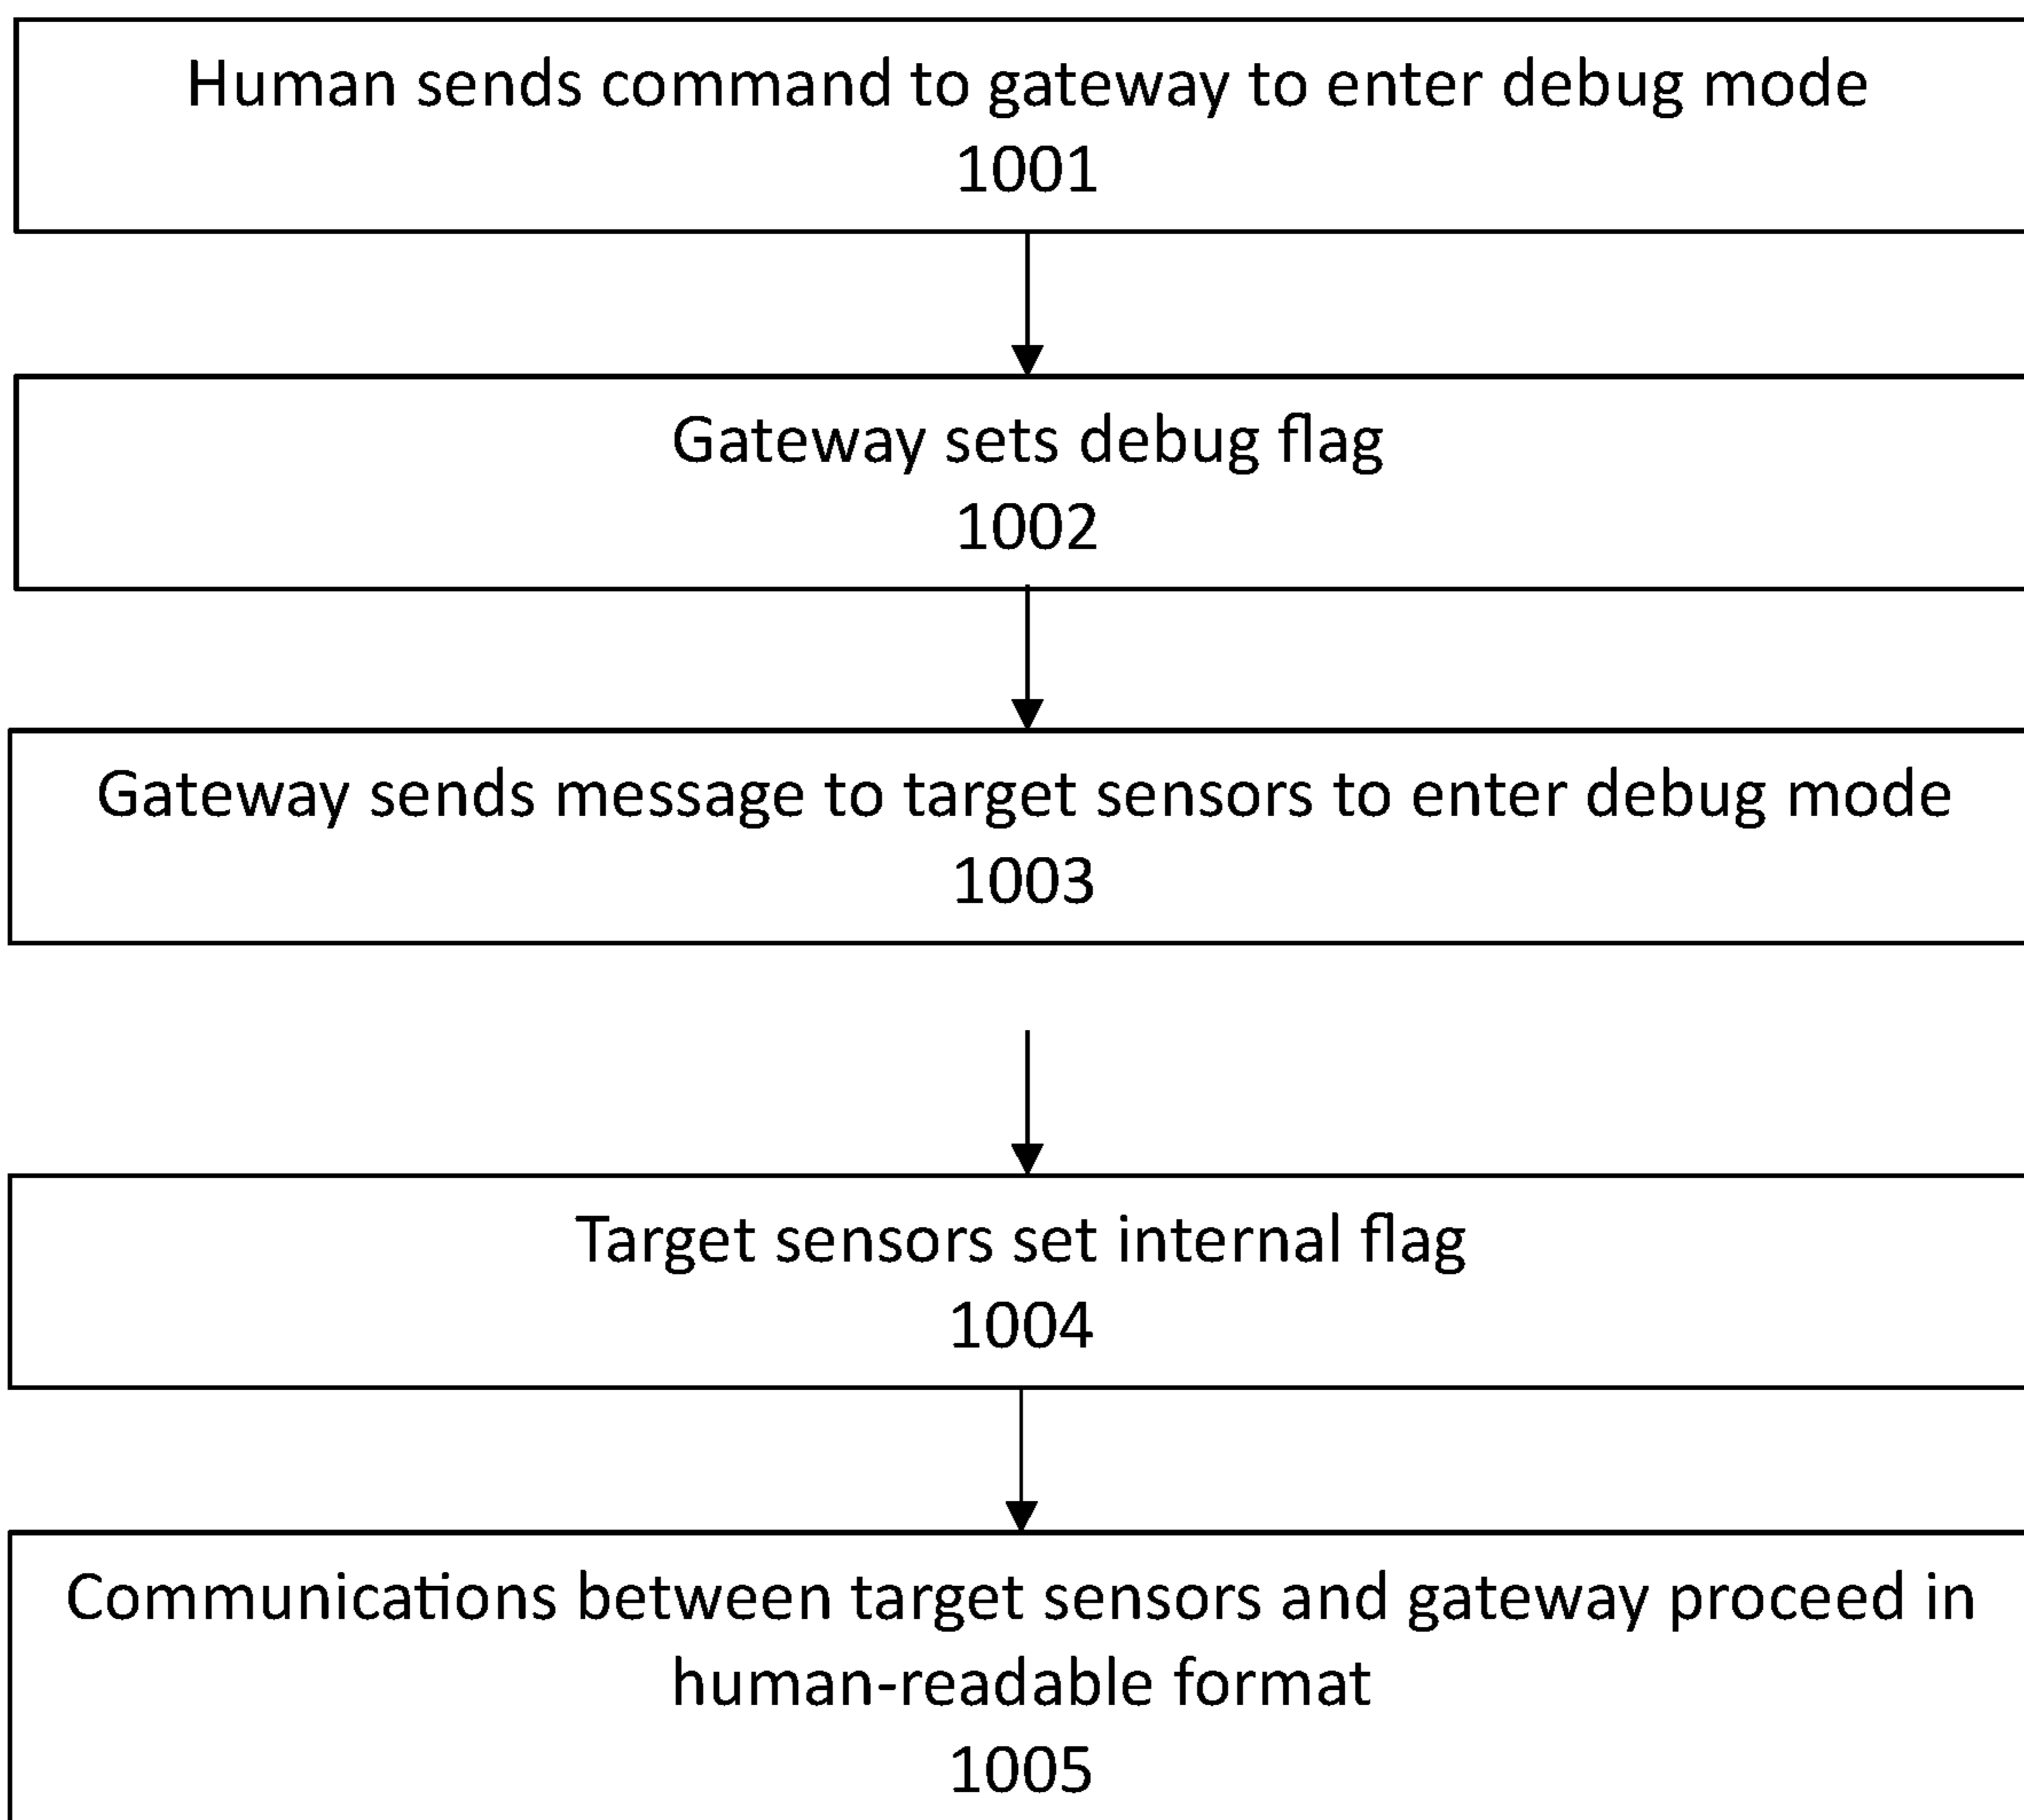 Human sends command to gateway to enter debug mode
1001
Gateway sets debug flag
1002
Gateway sends message to target sensors to enter debug mode
1003
Target sensors set internal flag
1004
Communications between target sensors and gateway proceed in
human-readable format
1005